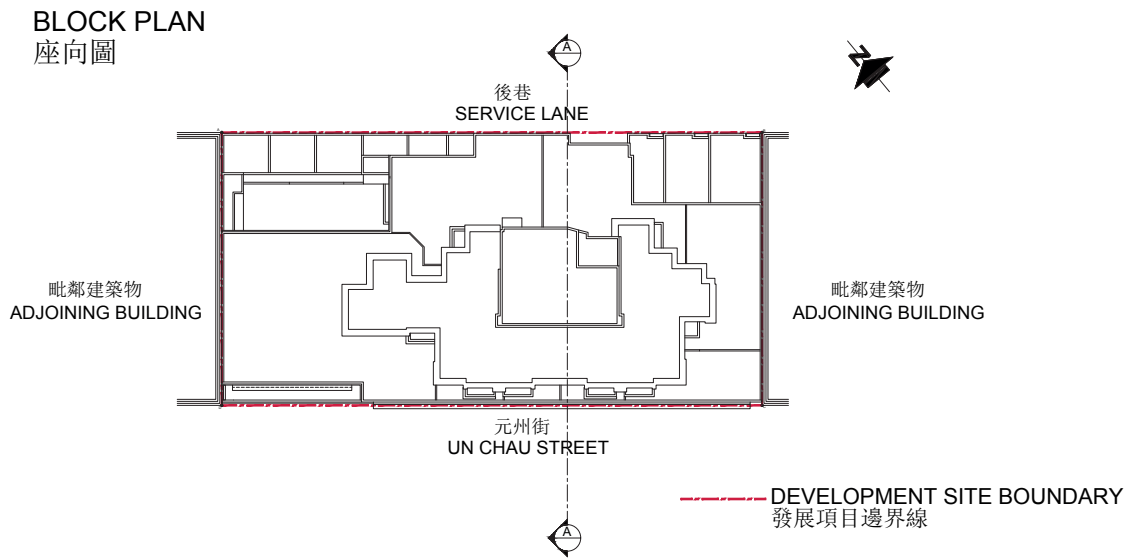 BLOCK PLAN
座向圖
A
N
後巷
SERVICE LANE
毗鄰建築物
ADJOINING BUILDING
毗鄰建築物
ADJOINING BUILDING
元州街
UN CHAU STREET
DEVELOPMENT SITE BOUNDARY
發展項目邊界線
A